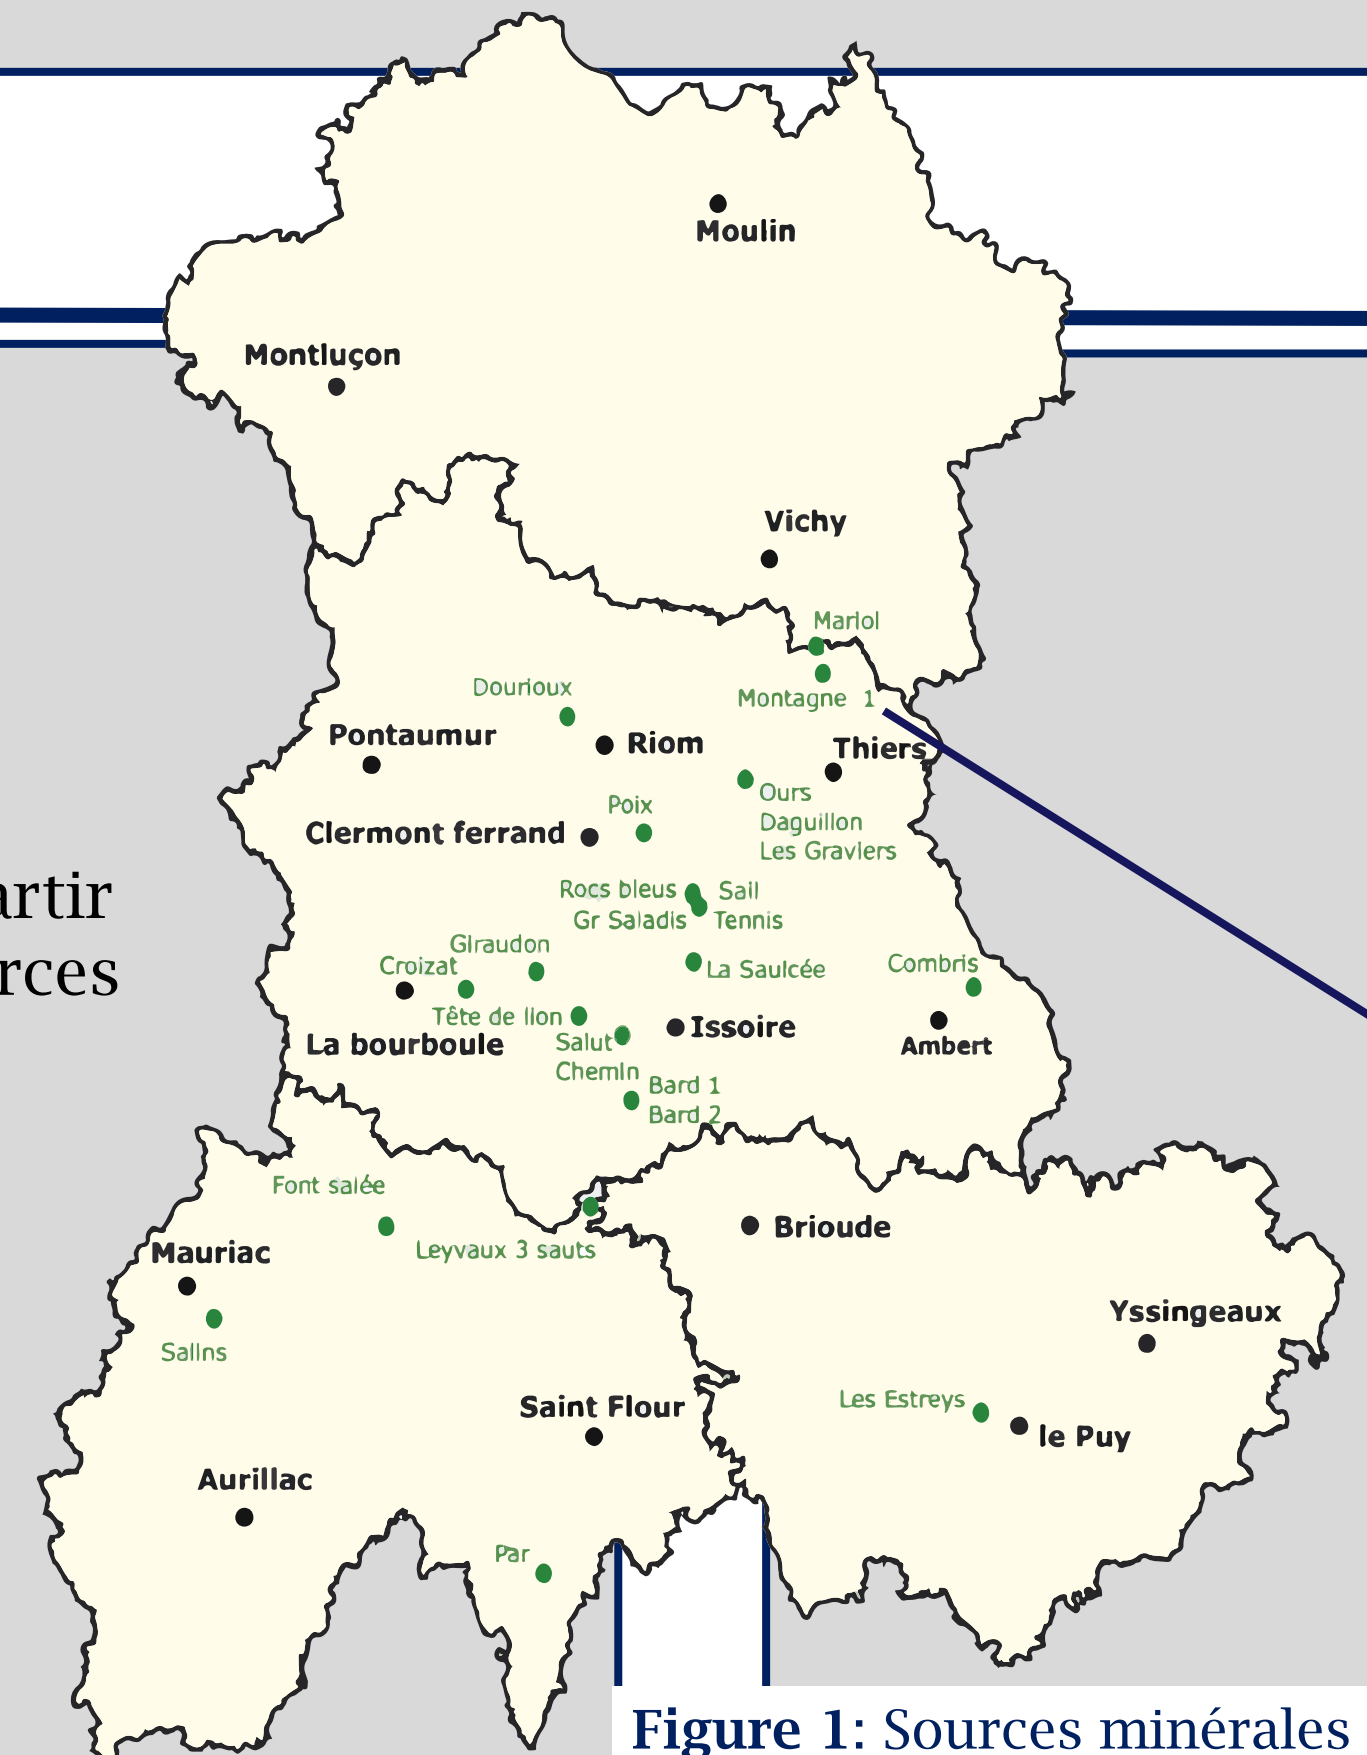 Moulin
Montluçon
Vichy
Mariol
Dourioux
Montagne 1
Pontaumur
Riom
Thiers
Ours
Poix
Daguillon
Clermont ferrand
Les Graviers
artir
Rocs bleus Sail
Gr Saladis Tennis
Giraudon
Croizat
La Saulcée
Combris
rces
Tête de lion
Issoire
La bourboule
Salut
Ambert
Chemin
Bard 1
Bard 2
Font salée
Brioude
Leyvaux 3 sauts
Mauriac
Yssingeaux
Salins
Les Estreys
Saint Flour
le Puy
Aurillac
Par
Figure 1: Sources minérales